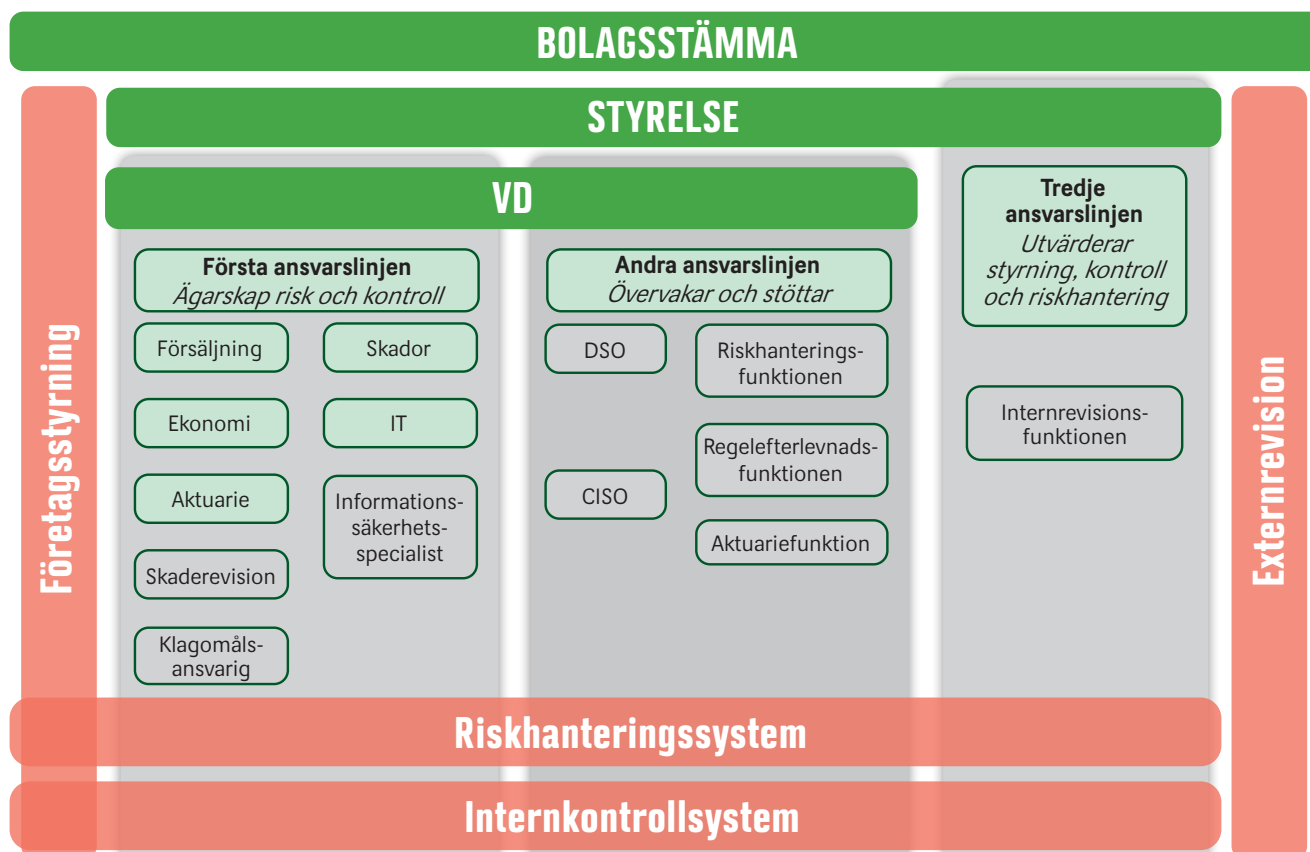 BOLAGSSTÄMMA
STYRELSE
VD
Företagsstyrning
Första ansvarslinjen
Ägarskap risk och kontroll
Försäljning
Skador
Ekonomi
IT
Aktuarie
Informations-
säkerhets-
specialist
Skaderevision
Klagomåls-
ansvarig
Andra ansvarslinjen
Övervakar och stöttar
DSO
Riskhanterings-
funktionen
Regelefterlevnads-
funktionen
CISO
Aktuariefunktion
Tredje
ansvarslinjen
Utvärderar
styrning, kontroll
och riskhantering
Internrevisions-
funktionen
Externrevision
Riskhanteringssystem
Internkontrollsystem